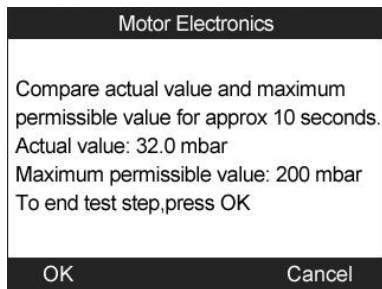 Motor Electronics
Compare actual value and maximum
permissible value for approx 10 seconds.
Actual value: 32.0 mbar
Maximum permissible value: 200 mbar
To end test step,press OK
OK Cancel